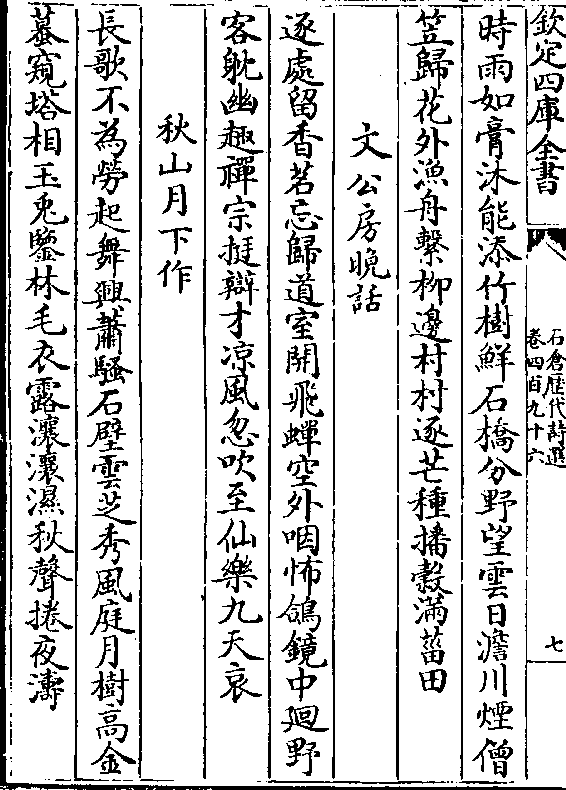 欽定四庫全書
石倉歷代詩選
卷四百九十六
七
時雨如膏沐能添竹樹鮮石橋分野望雲日澹川煙僧
笠歸花外漁舟繫柳邊村村逐芒種播穀滿菑田
文公房晚話
逐處留香茗忘歸道室開飛蟬空外咽怖鴿鏡中迴野
客躭幽趣禪宗挺辯才凉風忽吹至仙樂九天哀
秋山月下作
長歌不為勞起舞興蕭騷石壁雲芝秀風庭月樹高金
蟇窺塔相玉兎鑒林毛衣露瀼瀼濕秋聲捲夜濤